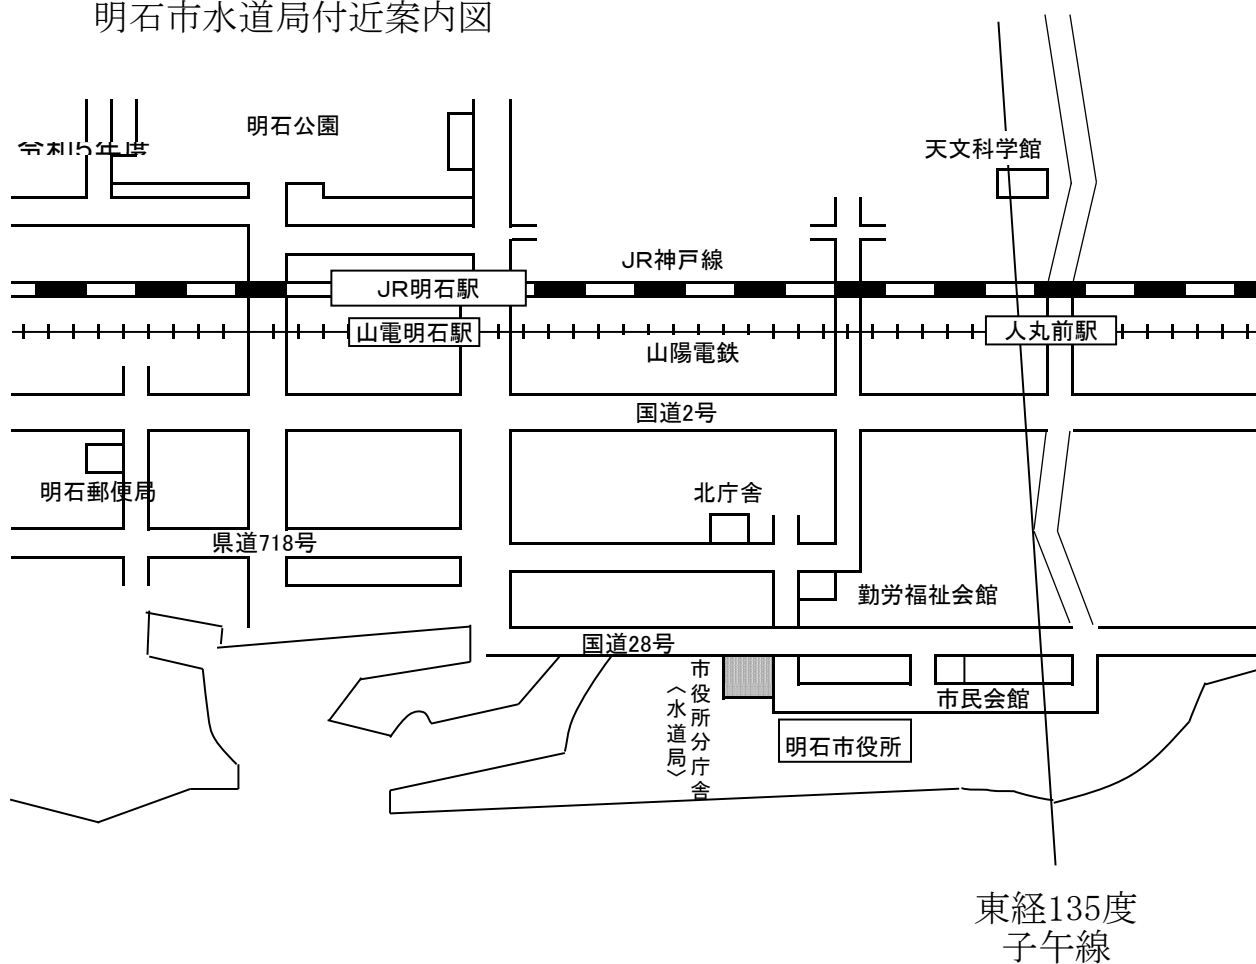 明石市水道局付近案内図
明石公園
令和5年度
天文科学館
JR神戸線
JR明石駅
山電明石駅
人丸前駅
山陽電鉄
国道2号
明石郵便局
北庁舎
県道718号
勤労福祉会館
国道28号
市役所分庁舎
〈水道局〉
市民会館
明石市役所
東経135度
子午線